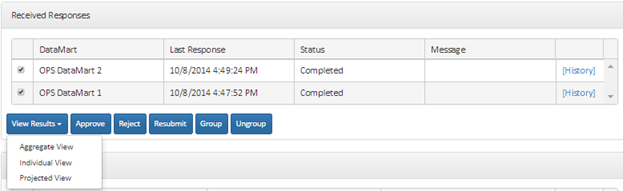 Received Responses
DataMart Last Response Status Message
OPS DataMart 2 10/8/2014 4:49:24 PM Completed [History]
OPS DataMart 1 10/8/2014 4:47:52 PM Completed [History]
View Results Approve Reject Resubmit Group Ungroup
Aggregate View
Individual View
Projected View